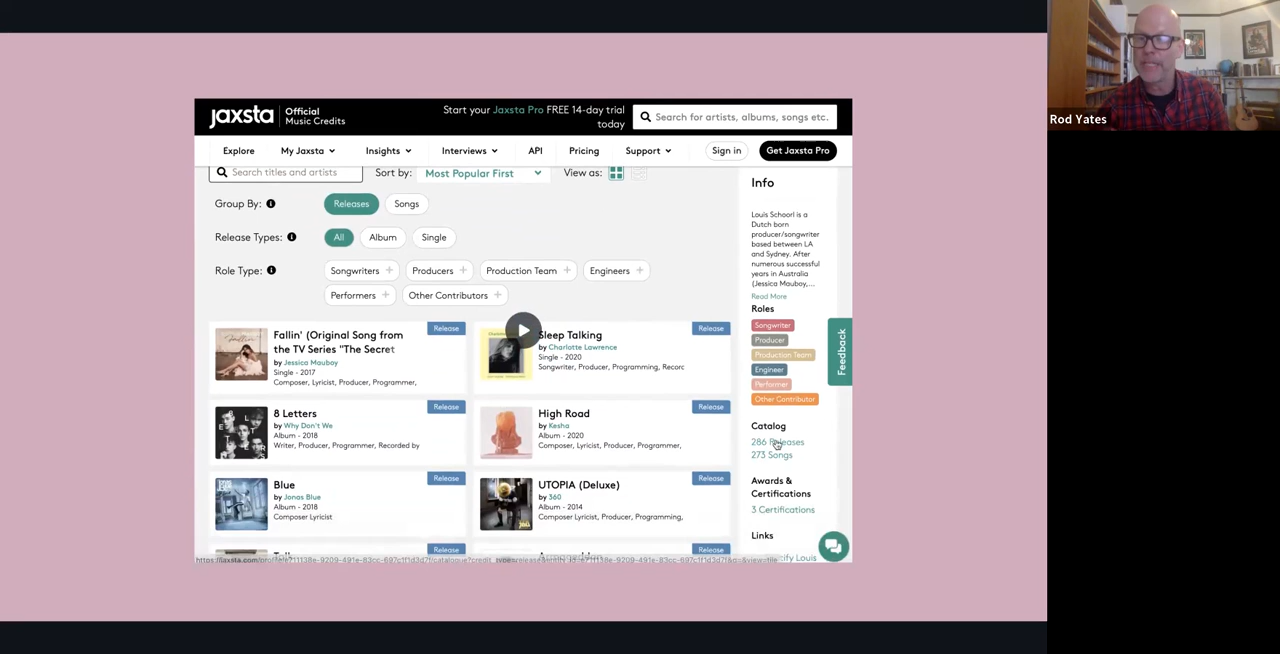 Rod Yates
jaxsta
Official
Music Credits
Start your Jaxsta Pro FREE 14-day trial
today
Search for artists, albums, songs etc.
Explore
My Jaxsta
Insights
Interviews
API
Pricing
Support
Sign in
Get Jaxsta Pro
Search titles and artists
Sort by:
Most Popular First
View as:
Group By:
Releases
Songs
Release Types:
All
Album
Single
Role Type:
Songwriters +
Producers +
Production Team +
Engineers +
Performers +
Other Contributors +
Release
Fallin' (Original Song from
the TV Series "The Secret
by Jessica Mauboy
Single - 2017
Composer, Lyricist, Producer, Programmer,
Release
Sleep Talking
by Charlotte Lawrence
Single - 2020
Songwriter, Producer, Programming, Recorc
Release
8 Letters
by Why Don't We
Album - 2018
Writer, Producer, Programmer, Recorded by
Release
High Road
by Kesha
Album - 2020
Composer, Lyricist, Producer, Programmer,
Release
Blue
by Jonas Blue
Album - 2018
Composer Lyricist
Release
UTOPIA (Deluxe)
by 360
Album - 2014
Composer Lyricist, Producer, Programming,
Release
Release
Info
Louis Schoorl is a
Dutch born
producer/songwriter
based between LA
and Sydney. After
numerous successful
years in Australia
(Jessica Mauboy,...
Read More
Roles
Songwriter
Producer
Production Team
Engineer
Performer
Other Contributor
Catalog
286 Releases
273 Songs
Awards &
Certifications
3 Certifications
Links
Louis
Feedback